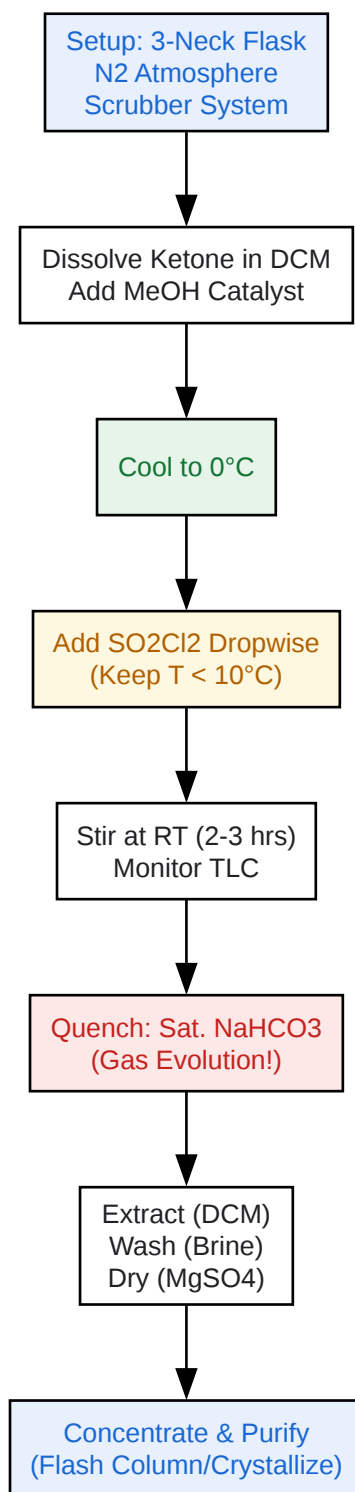 Setup: 3-Neck Flask
N2 Atmosphere
Scrubber System
Dissolve Ketone in DCM
Add MeOH Catalyst
Cool to 0°C
Add SO2Cl2 Dropwise
(Keep T < 10°C)
Stir at RT (2-3 hrs)
Monitor TLC
Quench: Sat. NaHCO3
(Gas Evolution!)
Extract (DCM)
Wash (Brine)
Dry (MgSO4)
Concentrate & Purify
(Flash Column/Crystallize)